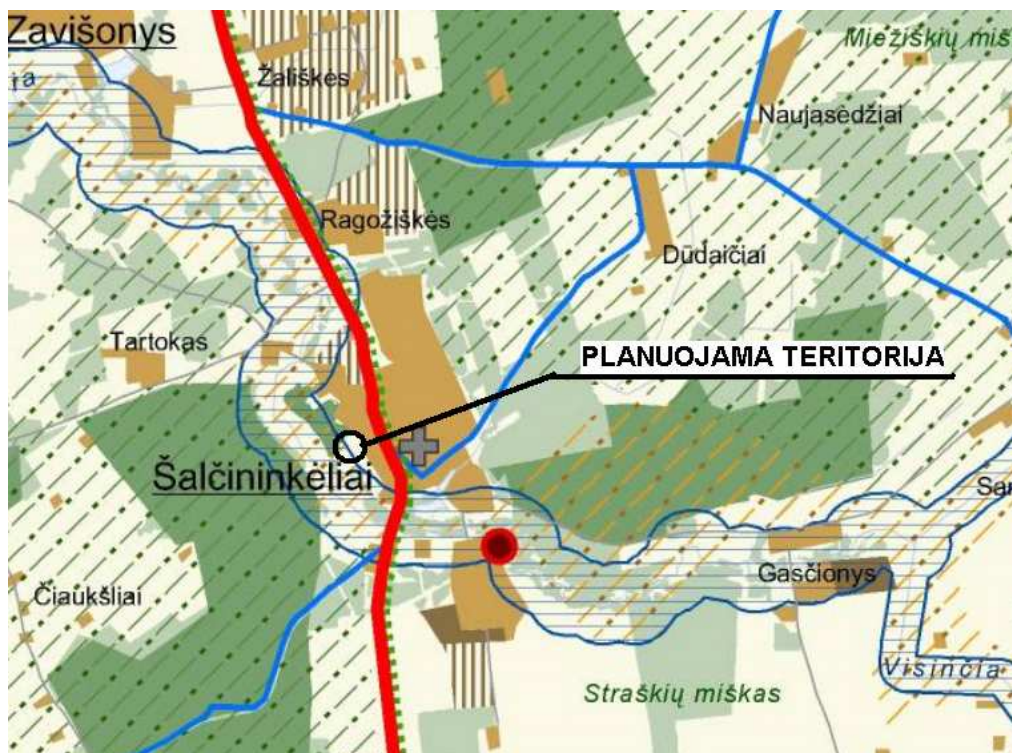 Zavišonys
Miežiškių miš
Žališkės
Naujasėdžiai
Ragožiškės
Dūdaičiai
Tartokas
PLANUOJAMA TERITORIJA
Šalčininkėliai
Gasčionys
Čiaukšliai
Visinčia
Straškių miškas